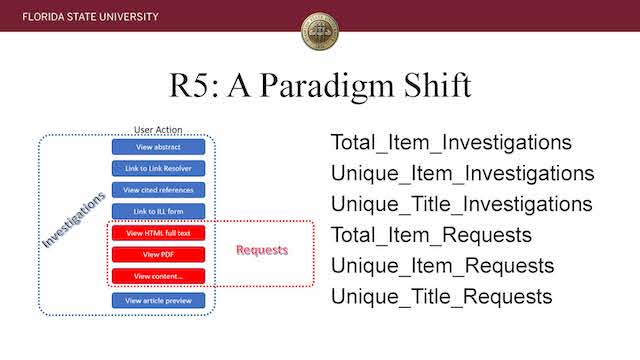 FLORIDA STATE UNIVERSITY
R5: A Paradigm Shift
User Action
View abstract
Link to Link Resolver
View cited references
Link to ILL form
View HTML full text
View PDF
View content...
View article preview
Investigations
Requests
Total_Item_Investigations
Unique_Item_Investigations
Unique_Title_Investigations
Total_Item_Requests
Unique_Item_Requests
Unique_Title_Requests